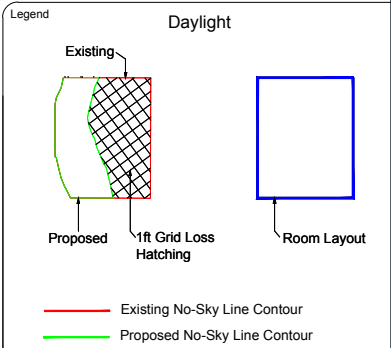 Legend
Daylight
Existing
Proposed
1ft Grid Loss
Hatching
Room Layout
Existing No-Sky Line Contour
Proposed No-Sky Line Contour